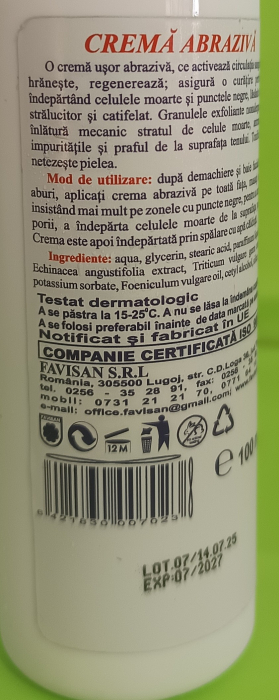 CREMĂ ABRAZIVĂ
O cremă ușor abrazivă, ce activează circulația
hrănește, regenerează; asigură o curățire
îndepărtând celulele moarte și punctele negre,
strălucitor și catifelat. Granulele exfoliante
înlătură mecanic stratul de celule moarte,
impuritățile și praful de la suprafața tenului.
netezește pielea.
Mod de utilizare: după demachiere și baie
aburi, aplicați crema abrazivă pe toată fața,
insistând mai mult pe zonele cu puncte negre,
porii, a îndepărta celulele moarte de la suprafața
Crema este apoi îndepărtată prin spălare cu apă
Ingrediente: aqua, glycerin, stearic acid,
Echinacea angustifolia extract, Triticum vulgare
potassium sorbate, Foeniculum vulgare oil, cetyl
Testat dermatologic
A se păstra la 15-25°C. A nu se lăsa la îndemâna
A se folosi preferabil înainte de data
Notificat și fabricat în UE
COMPANIE CERTIFICATĂ ISO
FAVISAN S.R.L
România, 305500 Lugoj, str. C.D.Loga
tel. 0256 - 35 28 91, fax: 0256
mobil: 0731 21 21 70, 0771
e-mail: office.favisan@gmail.com;
12M
e 100
LOT.07/14.07.25
EXP:07/2027